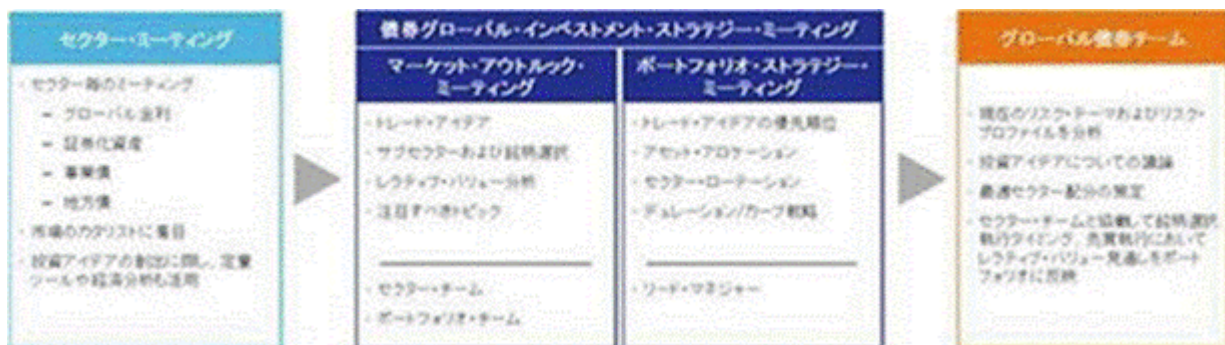 セクター・ミーティング
・セクター毎のミーティング
– グローバル金利
– 証券化資産
– 事業債
– 地方債
・市場のカタリストに着目
・投資アイデアの創出に関し、定量
ツールや経済分析も活用
債券グローバル・インベストメント・ストラテジー・ミーティング
マーケット・アウトルック・
ミーティング
・トレード・アイデア
・サブセクターおよび銘柄選択
・レラティブ・バリュー分析
・注目すべきトピック
・セクター・チーム
・ポートフォリオ・チーム
ポートフォリオ・ストラテジー・
ミーティング
・トレード・アイデアの優先順位
・アセット・アロケーション
・セクター・ローテーション
・デュレーション/カーブ戦略
・リード・マネジャー
グローバル債券チーム
・現在のリスク・テーマおよびリスク・
プロファイルを分析
・投資アイデアについての議論
・最適セクター配分の策定
・セクター・チームと協働して銘柄選択、
執行タイミング、売買執行において
レラティブ・バリュー見通しをポート
フォリオに反映